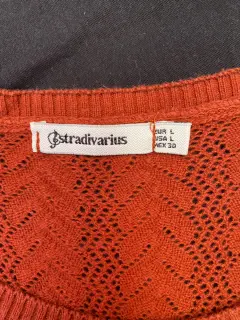 stradivarius
EUR L
USA L
MEX 30